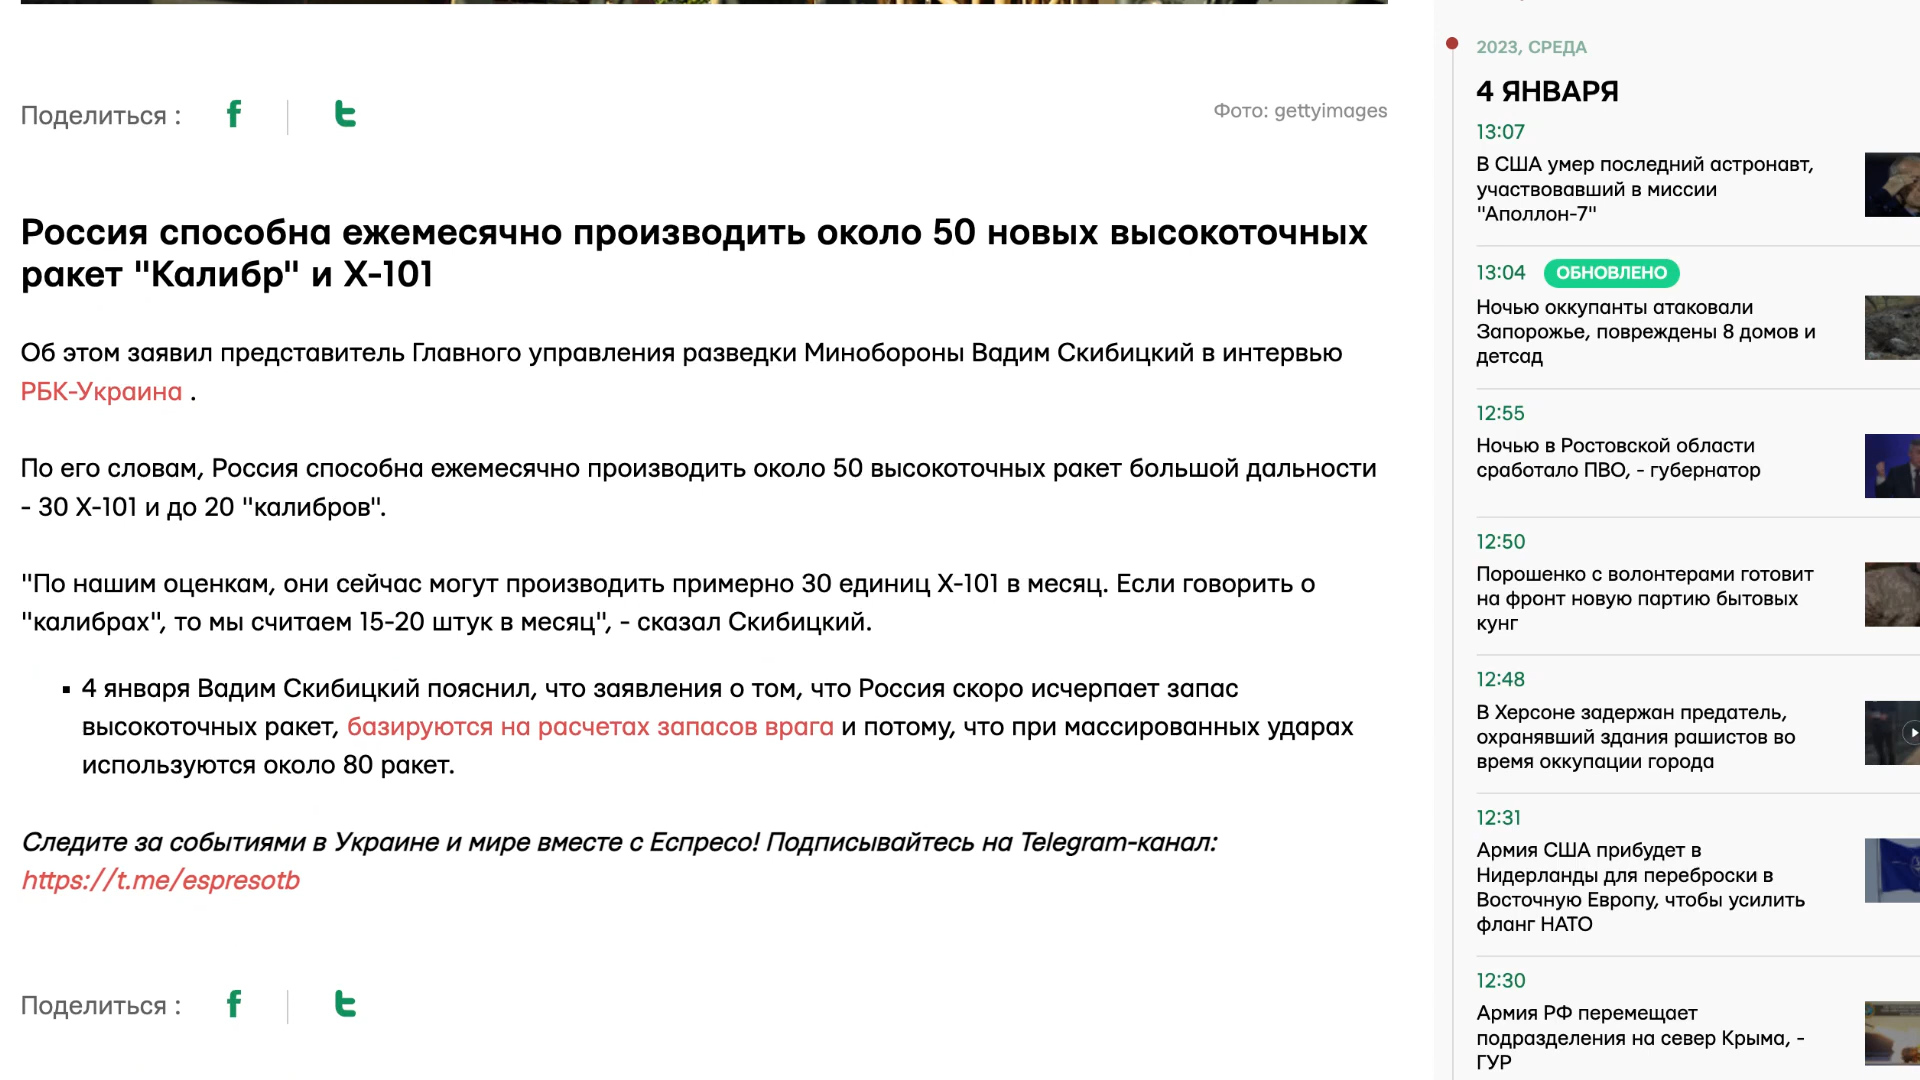 Поделиться :
Фото: gettyimages
Россия способна ежемесячно производить около 50 новых высокоточных
ракет "Калибр" и Х-101
Об этом заявил представитель Главного управления разведки Минобороны Вадим Скибицкий в интервью
РБК-Украина .
По его словам, Россия способна ежемесячно производить около 50 высокоточных ракет большой дальности
- 30 Х-101 и до 20 "калибров".
"По нашим оценкам, они сейчас могут производить примерно 30 единиц Х-101 в месяц. Если говорить о
"калибрах", то мы считаем 15-20 штук в месяц", - сказал Скибицкий.
▪ 4 января Вадим Скибицкий пояснил, что заявления о том, что Россия скоро исчерпает запас
высокоточных ракет, базируются на расчетах запасов врага и потому, что при массированных ударах
используются около 80 ракет.
Следите за событиями в Украине и мире вместе с Еспресо! Подписывайтесь на Telegram-канал:
https://t.me/espresotb
Поделиться :
2023, СРЕДА
4 ЯНВАРЯ
13:07
В США умер последний астронавт,
участвовавший в миссии
"Аполлон-7"
13:04 ОБНОВЛЕНО
Ночью оккупанты атаковали
Запорожье, повреждены 8 домов и
детсад
12:55
Ночью в Ростовской области
сработало ПВО, - губернатор
12:50
Порошенко с волонтерами готовит
на фронт новую партию бытовых
кунг
12:48
В Херсоне задержан предатель,
охранявший здания рашистов во
время оккупации города
12:31
Армия США прибудет в
Нидерланды для переброски в
Восточную Европу, чтобы усилить
фланг НАТО
12:30
Армия РФ перемещает
подразделения на север Крыма, -
ГУР